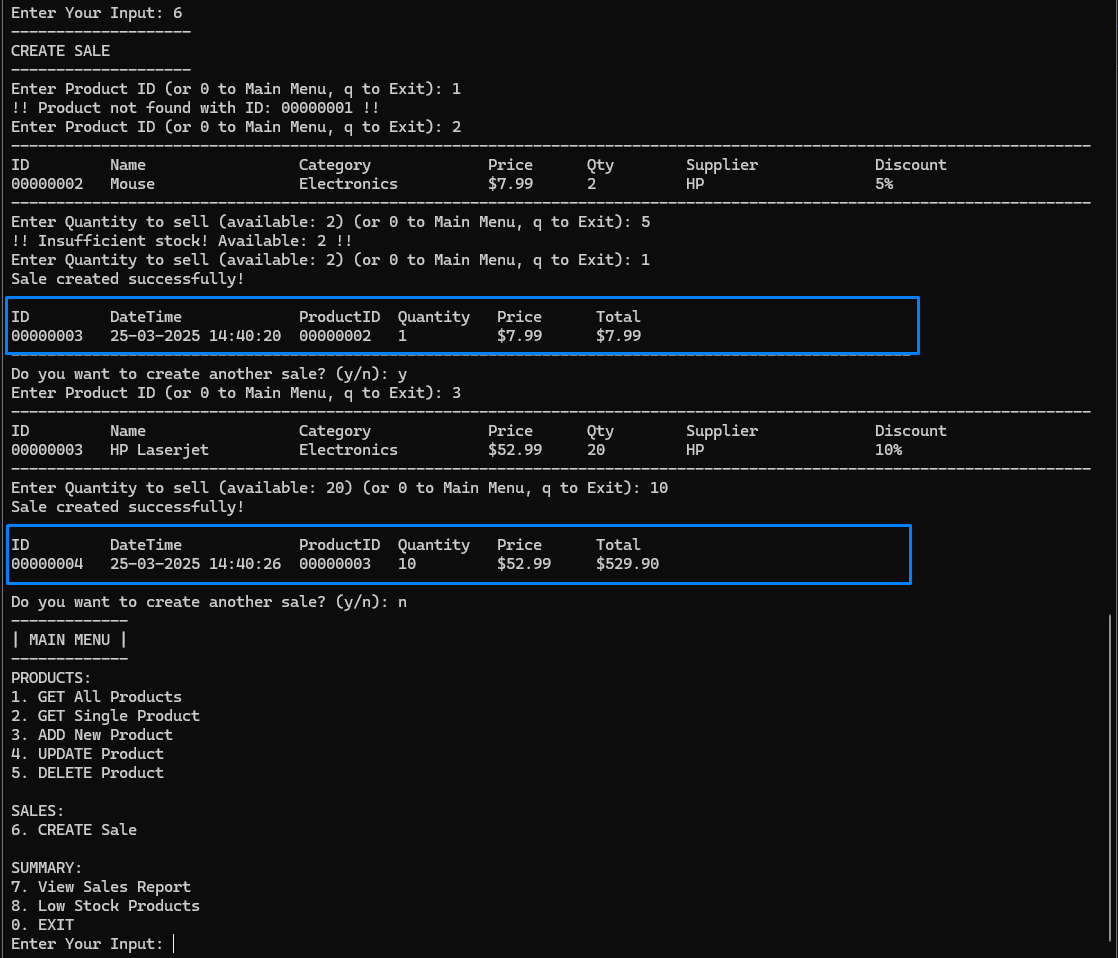 Enter Your Input: 6
--------------------
CREATE SALE
--------------------
Enter Product ID (or 0 to Main Menu, q to Exit): 1
!! Product not found with ID: 00000001 !!
Enter Product ID (or 0 to Main Menu, q to Exit): 2
------------------------------------------------------------------------------------------------------------------------
ID         Name                 Category             Price      Qty        Supplier             Discount
00000002   Mouse                Electronics          $7.99      2          HP                   5%
------------------------------------------------------------------------------------------------------------------------
Enter Quantity to sell (available: 2) (or 0 to Main Menu, q to Exit): 5
!! Insufficient stock! Available: 2 !!
Enter Quantity to sell (available: 2) (or 0 to Main Menu, q to Exit): 1
Sale created successfully!
ID         DateTime             ProductID  Quantity   Price      Total
00000003   25-03-2025 14:40:20  00000002   1          $7.99      $7.99
----------------------------------------------------------------------------------------------------
Do you want to create another sale? (y/n): y
Enter Product ID (or 0 to Main Menu, q to Exit): 3
------------------------------------------------------------------------------------------------------------------------
ID         Name                 Category             Price      Qty        Supplier             Discount
00000003   HP Laserjet          Electronics          $52.99     20         HP                   10%
------------------------------------------------------------------------------------------------------------------------
Enter Quantity to sell (available: 20) (or 0 to Main Menu, q to Exit): 10
Sale created successfully!
ID         DateTime             ProductID  Quantity   Price      Total
00000004   25-03-2025 14:40:26  00000003   10         $52.99     $529.90
Do you want to create another sale? (y/n): n
-------------
| MAIN MENU |
-------------
PRODUCTS:
1. GET All Products
2. GET Single Product
3. ADD New Product
4. UPDATE Product
5. DELETE Product
SALES:
6. CREATE Sale
SUMMARY:
7. View Sales Report
8. Low Stock Products
0. EXIT
Enter Your Input: